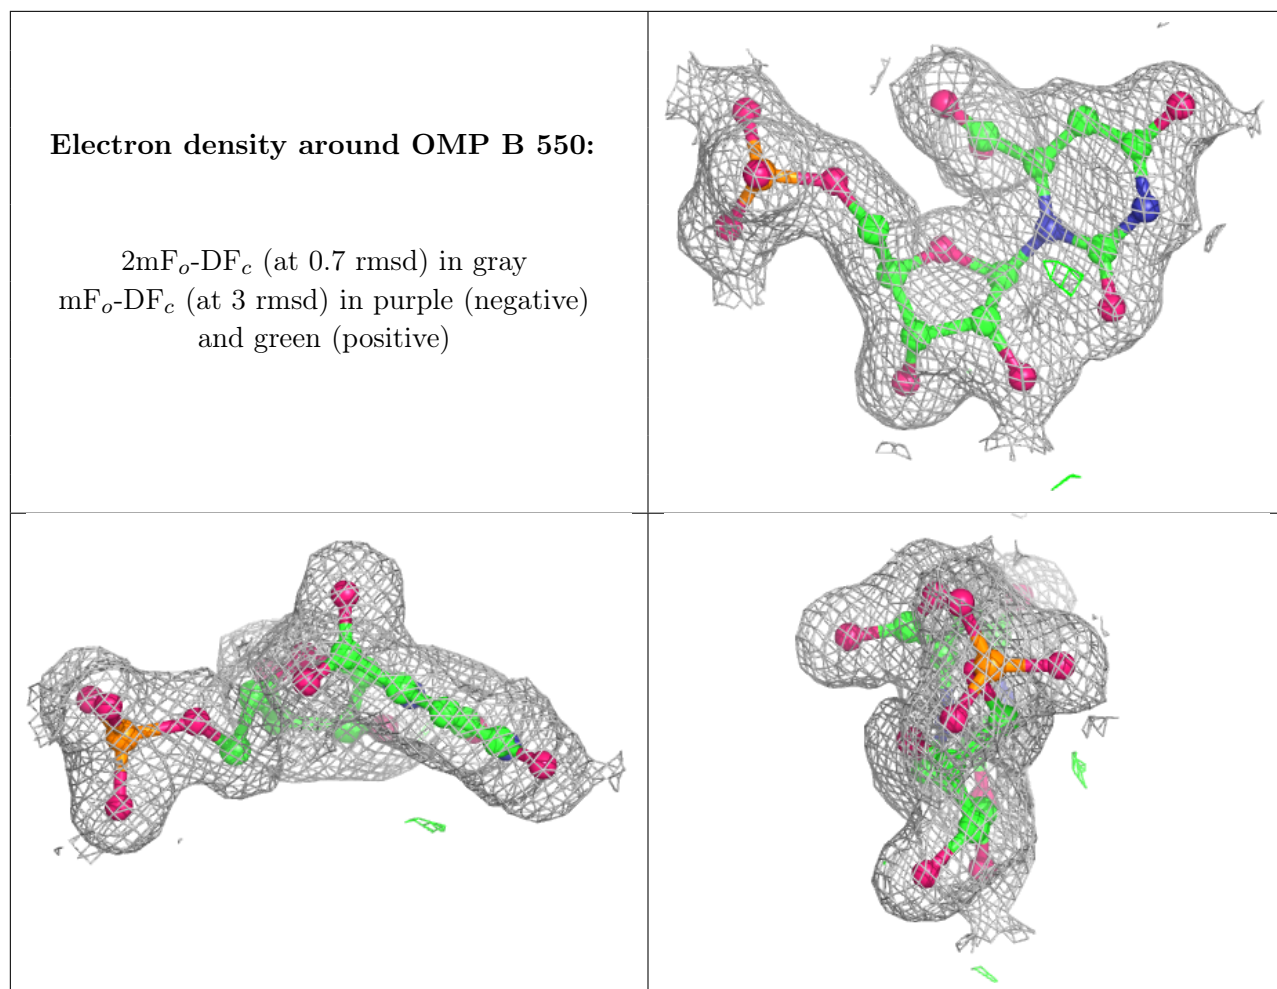 Electron density around OMP B 550:
2mFo-DFc (at 0.7 rmsd) in gray
mFo-DFc (at 3 rmsd) in purple (negative)
and green (positive)